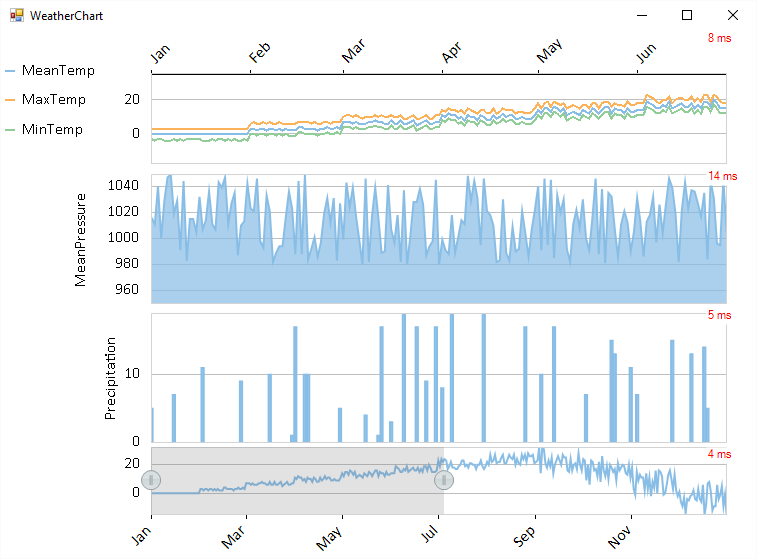 WeatherChart
8 ms
Jan Feb Mar Apr May Jun
MeanTemp
MaxTemp
MinTemp
20
0
14 ms
MeanPressure
1040
1020
1000
980
960
5 ms
Precipitation
10
0
4 ms
20
0
Jan Mar May Jul Sep Nov